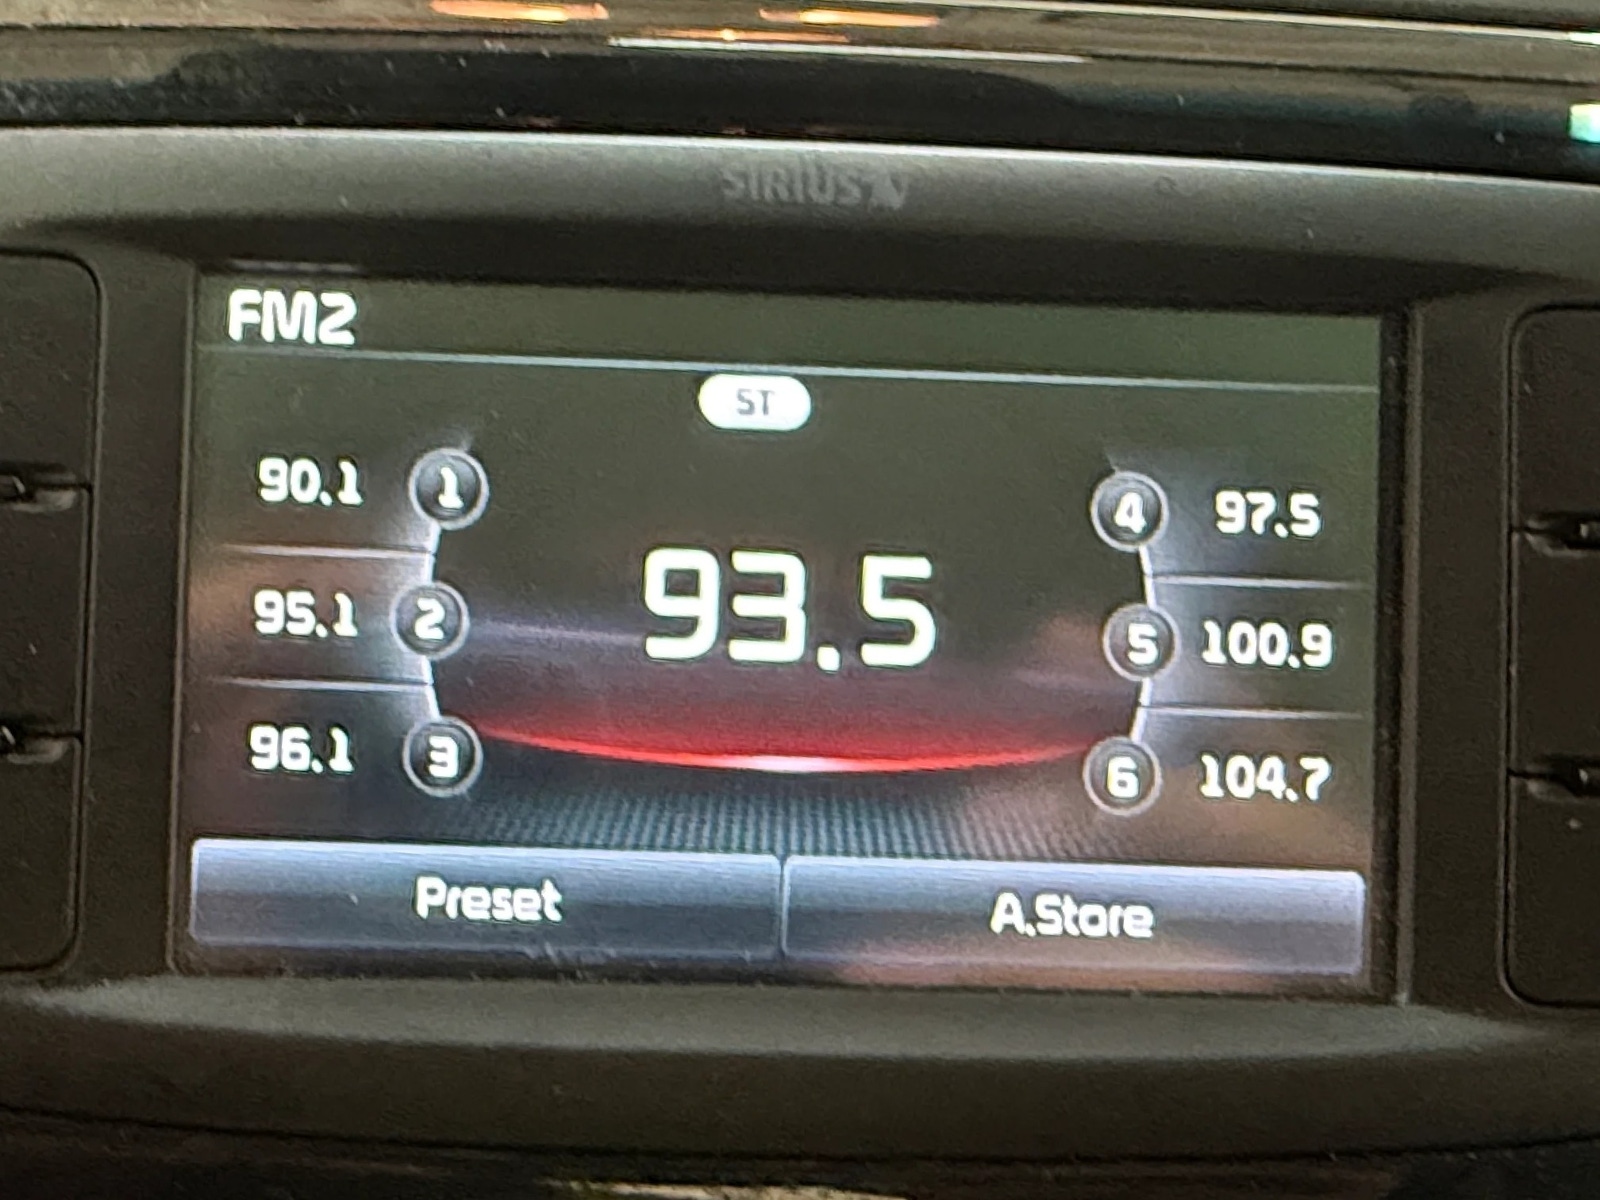 SIRIUS
FM2
ST
90.1 1
95.1 2
96.1 3
93.5
4 97.5
5 100.9
6 104.7
Preset
A.Store